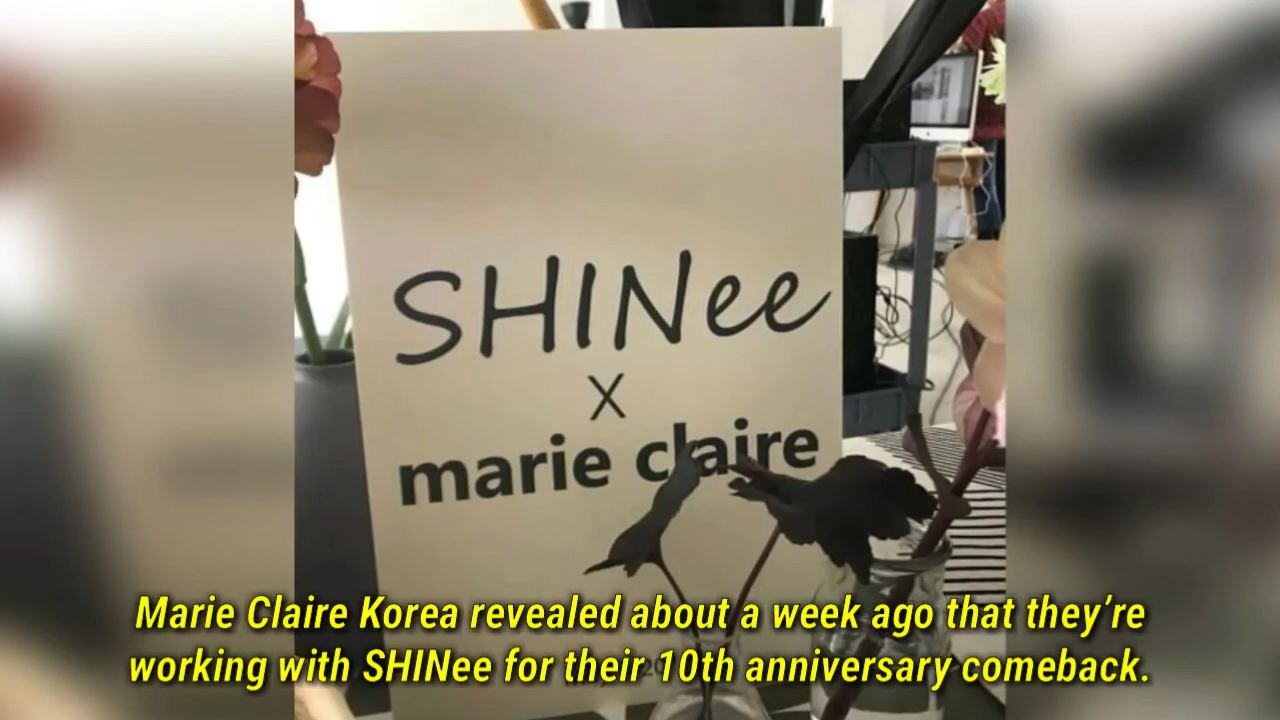 SHINee
X
marie claire
Marie Claire Korea revealed about a week ago that they’re
working with SHINee for their 10th anniversary comeback.